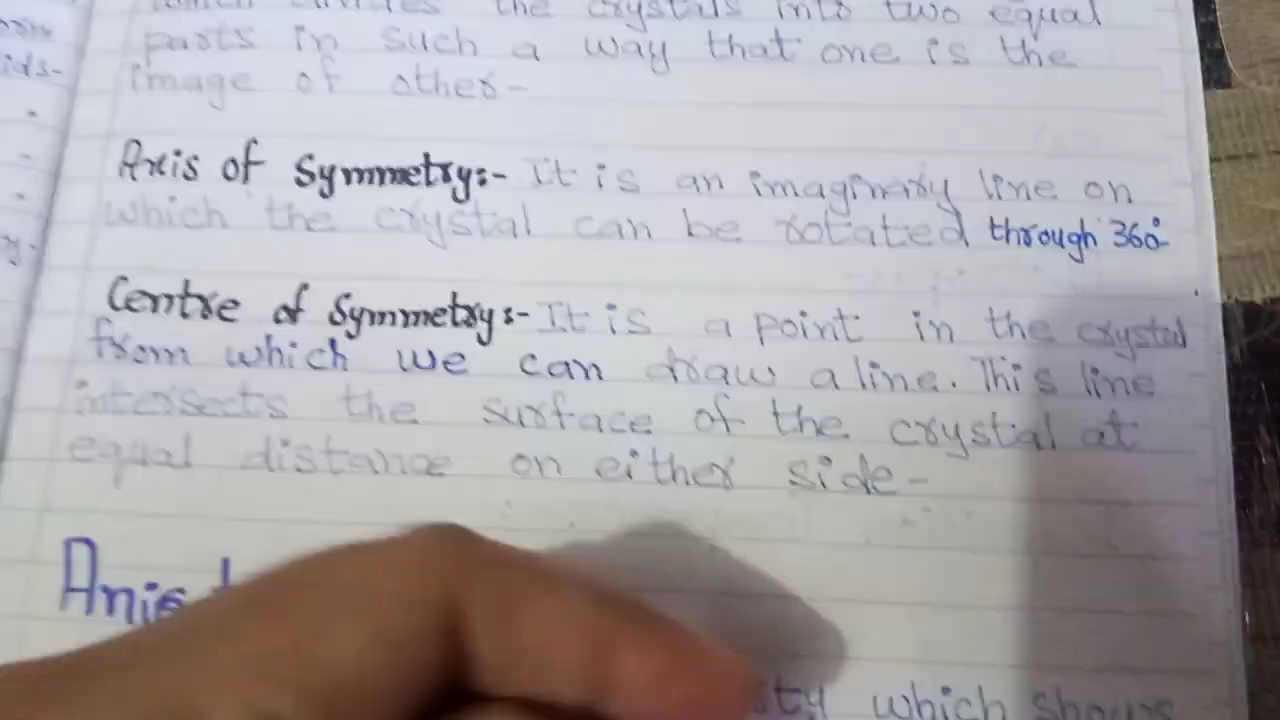 the crystals into two equal
parts in such a way that one is the
image of other-
Axis of Symmetry:- It is an imaginary line on
which the crystal can be rotated through 360°
Centre of Symmetry:- It is a point in the crystal
from which we can draw a line. This line
intersects the surface of the crystal at
equal distance on either side-
which shows